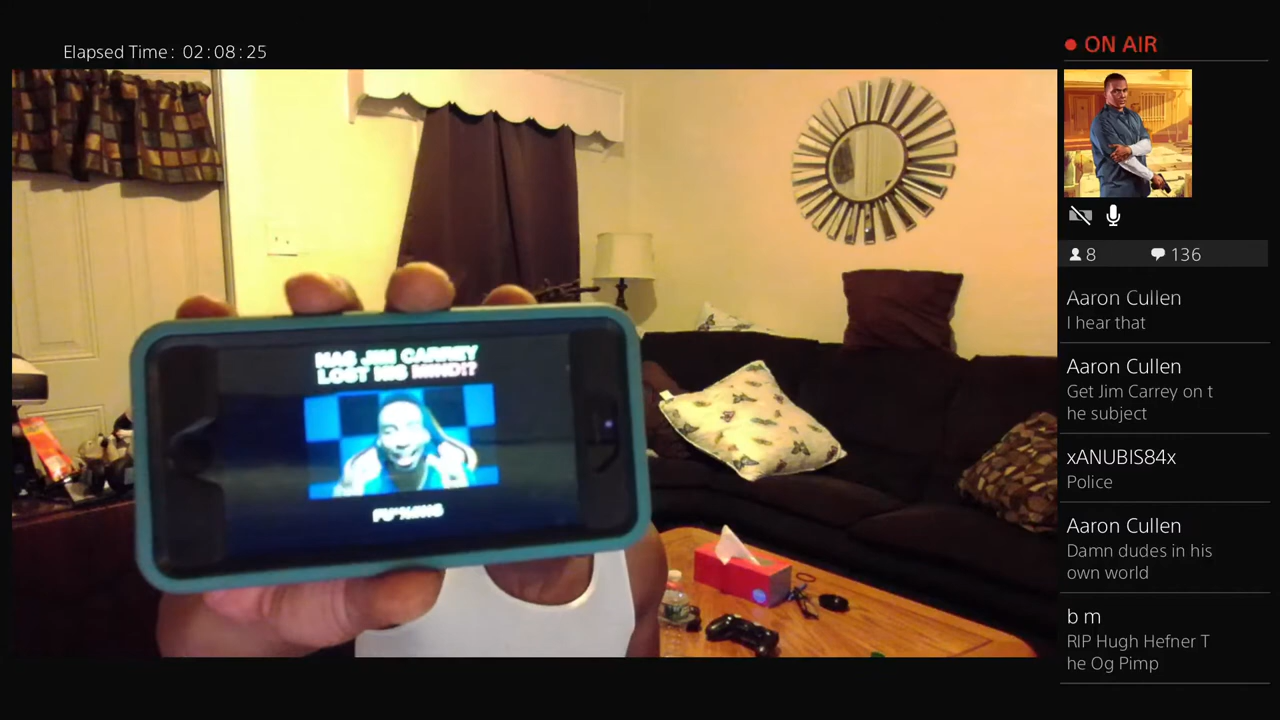 Elapsed Time: 02:08:25
ON AIR
8 136
Aaron Cullen
I hear that
Aaron Cullen
Get Jim Carrey on t
he subject
xANUBIS84x
Police
Aaron Cullen
Damn dudes in his
own world
b m
RIP Hugh Hefner T
he Og Pimp
HAS JIM CARREY
LOST HIS MIND!?
FU*KING